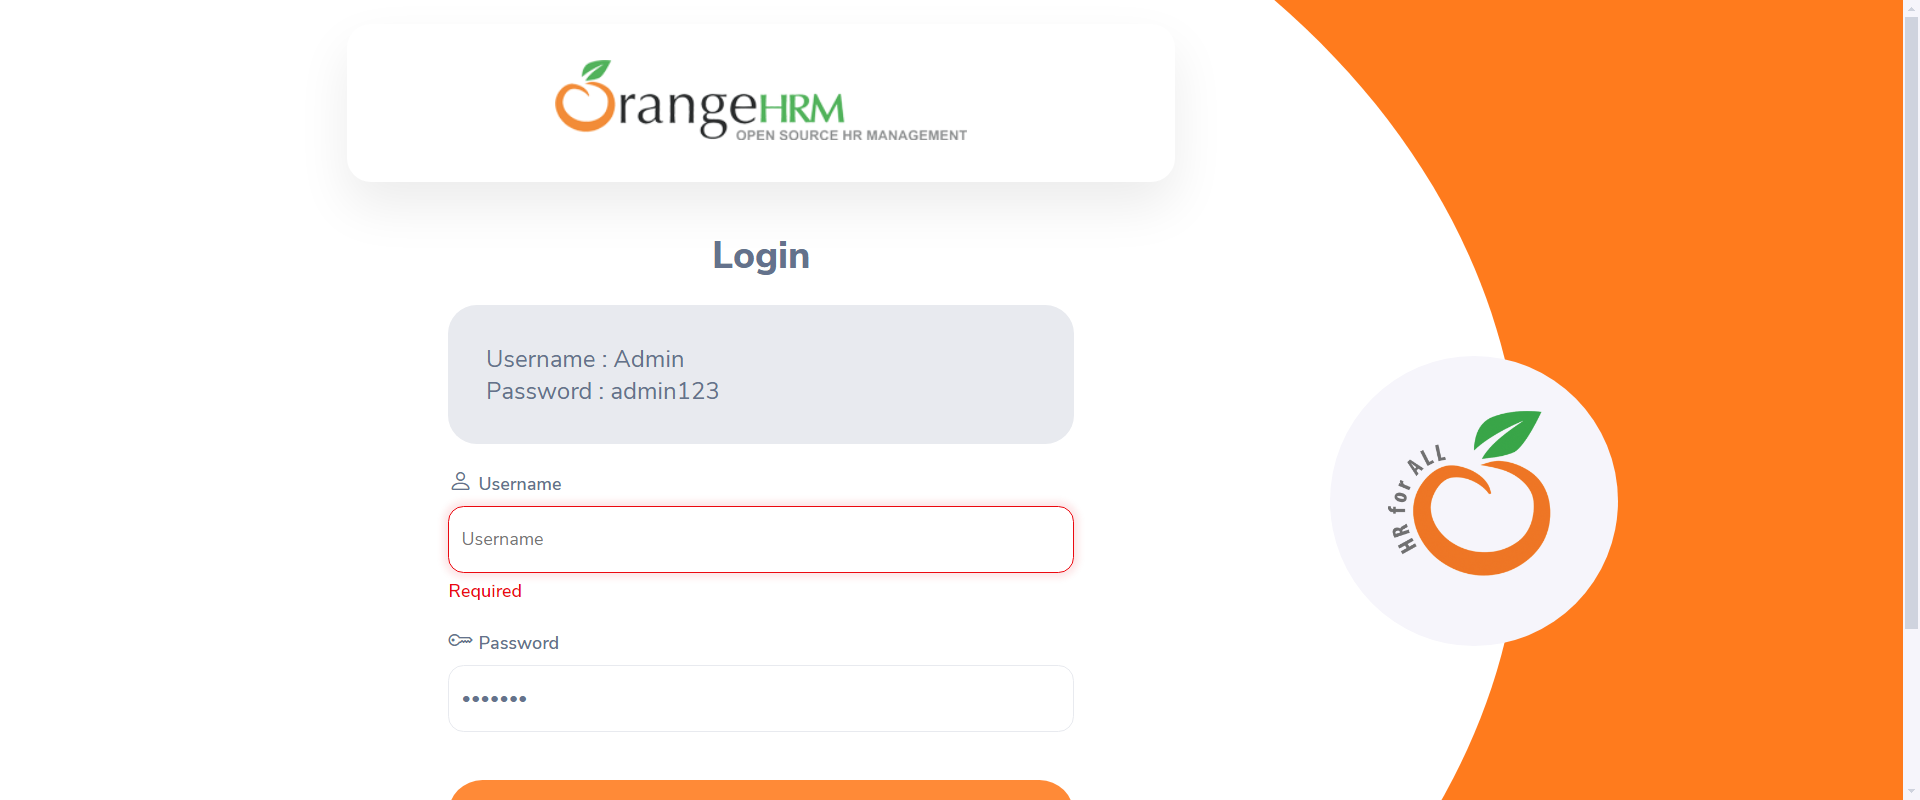 OrangeHRM
OPEN SOURCE HR MANAGEMENT
Login
Username : Admin
Password : admin123
Username
Username
Required
Password
•••••••
HR for ALL